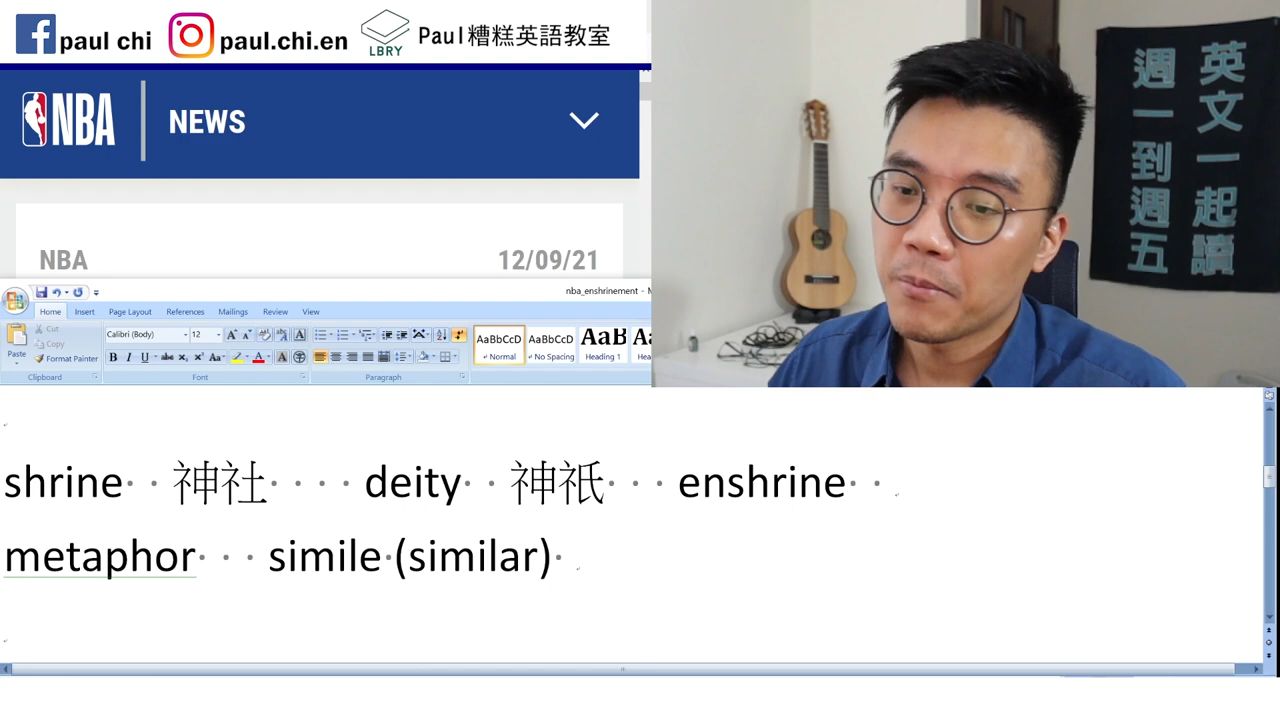 paul chi paul.chi.en LBRY Paul糟糕英語教室
NBA NEWS
NBA 12/09/21
nba_enshrinement - M
Home Insert Page Layout References Mailings Review View
Paste Cut Copy Format Painter
Calibri (Body) 12
AaBbCcD Normal AaBbCcD No Spacing AaB Heading 1
Clipboard Font Paragraph
英文一起讀
週一到週五
shrine 神社 deity 神祇 enshrine
metaphor simile (similar)